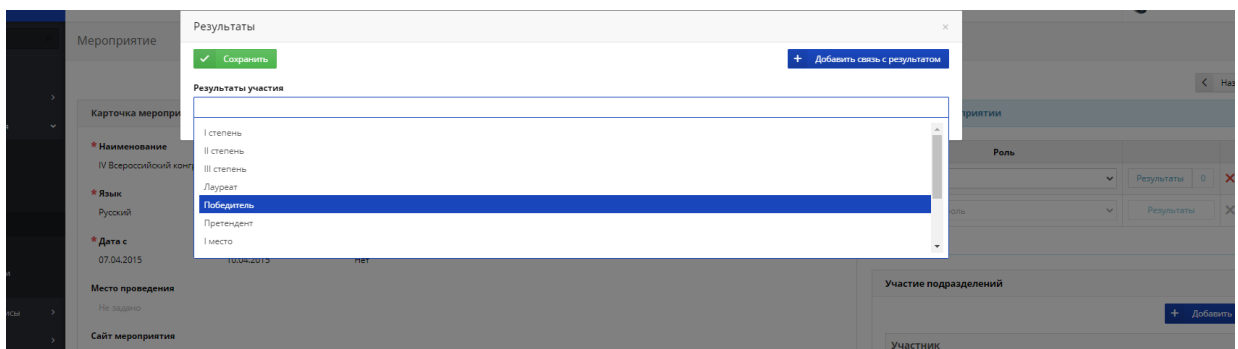 Результаты
×
Мероприятие
Сохранить
+ Добавить связь с результатом
Результаты участия
Карточка меропри
приятии
I степень
II степень
III степень
Лауреат
Победитель
Претендент
I место
* Наименование
IV Всероссийский конгр
* Язык
Русский
* Дата с
07.04.2015
10.04.2015
Нет
Место проведения
Не задано
Сайт мероприятия
Роль
Результаты 0
Результаты
Участие подразделений
+ Добавить
Участник